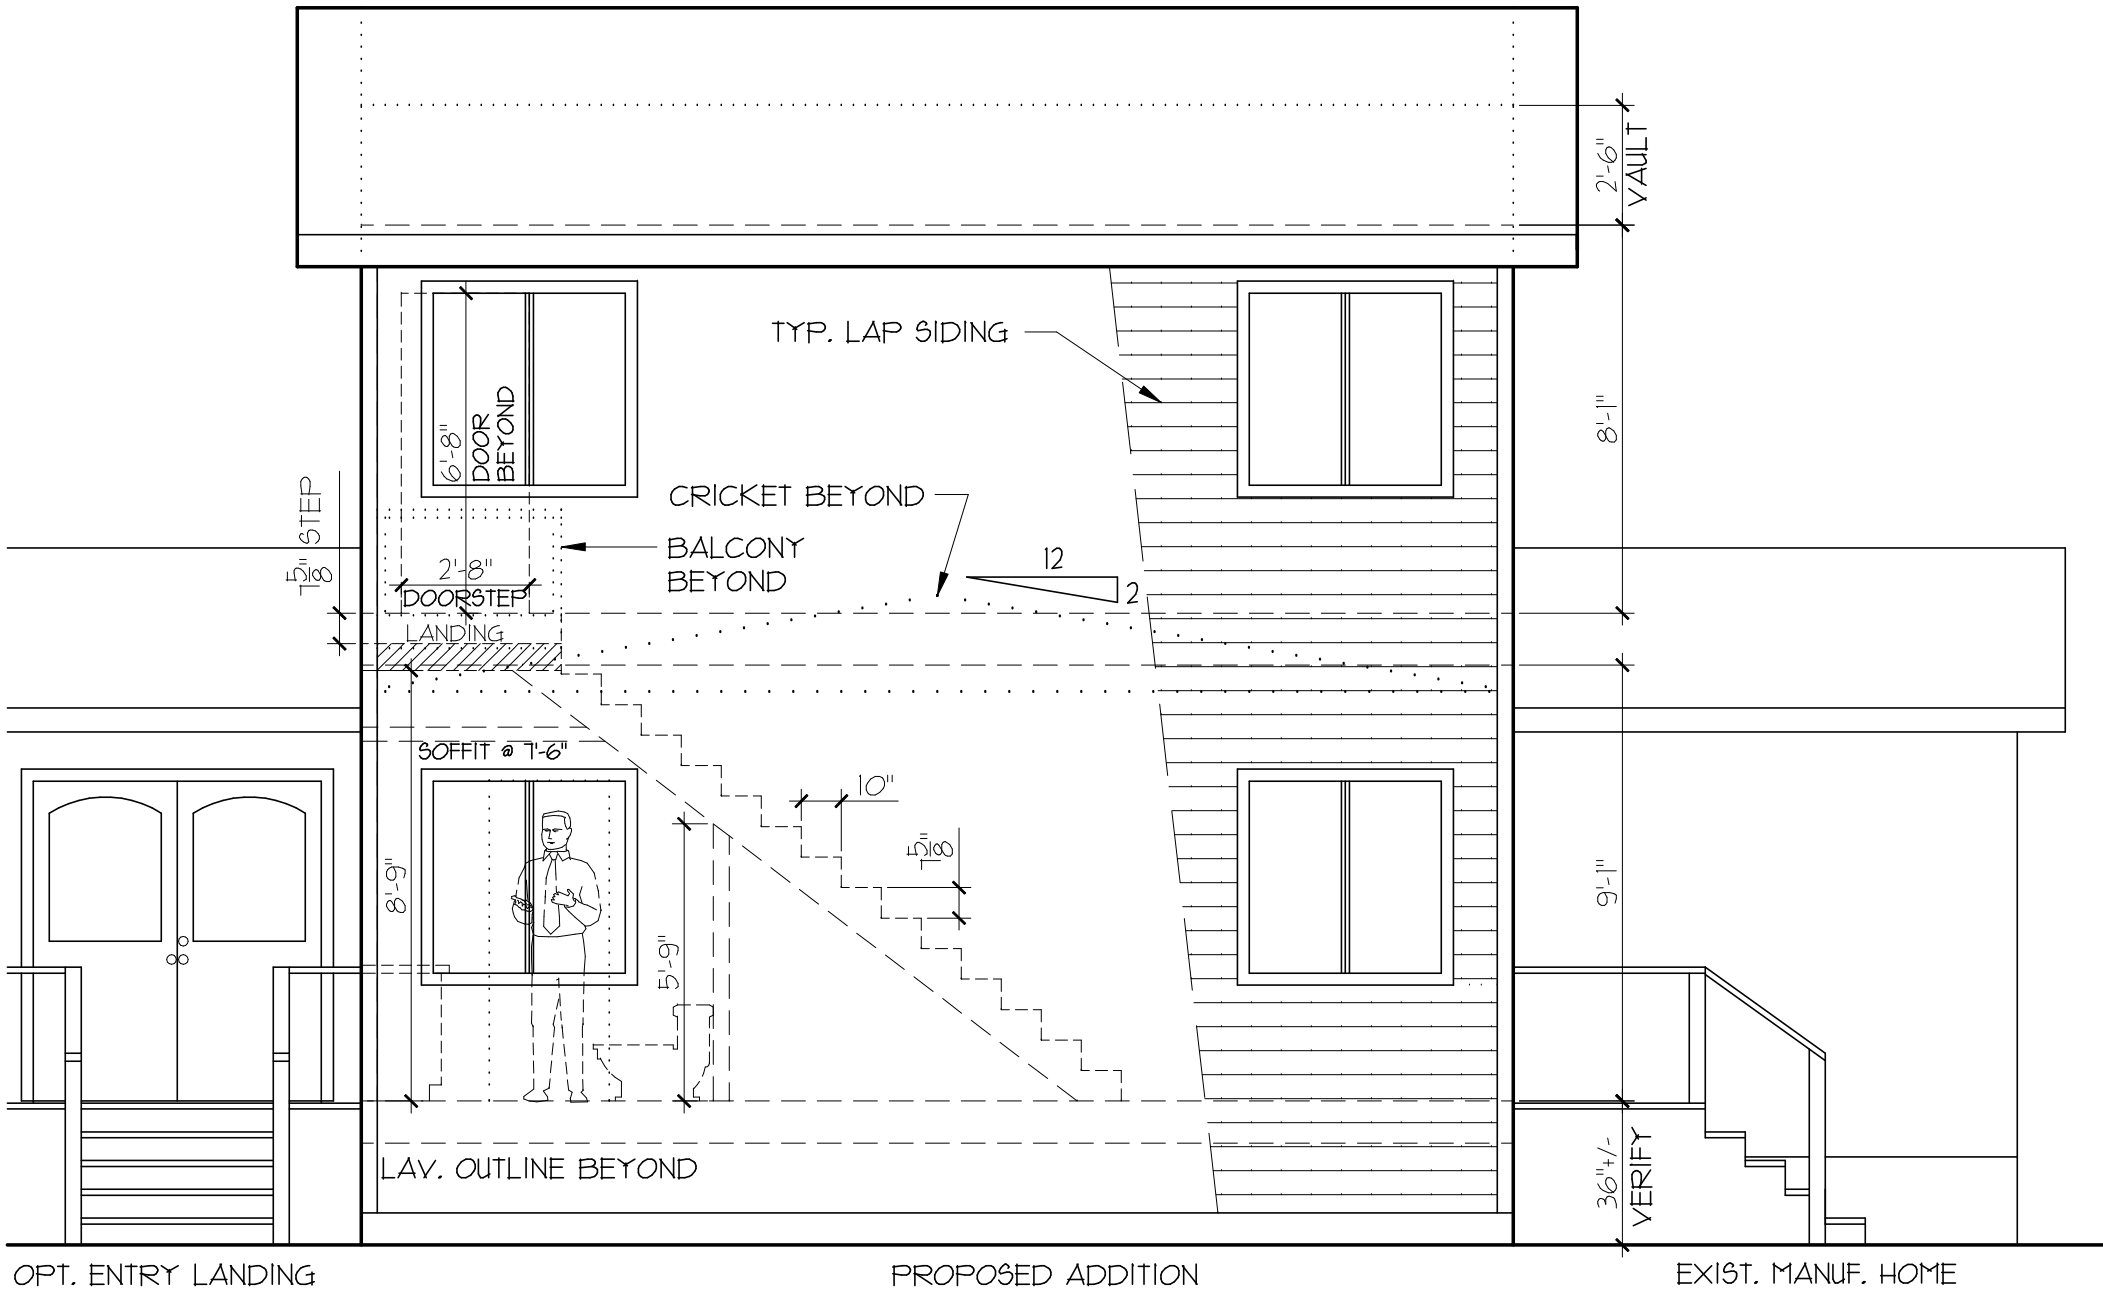 2'-6"
VAULT
TYP. LAP SIDING
6'-8"
DOOR
BEYOND
8'-1"
7 5/8" STEP
CRICKET BEYOND
BALCONY
BEYOND
12
2
2'-8"
DOORSTEP
LANDING
SOFFIT @ 7'-6"
10"
7 5/8"
8'-9"
5'-9"
9'-1"
36"+/-
VERIFY
LAV. OUTLINE BEYOND
OPT. ENTRY LANDING
PROPOSED ADDITION
EXIST. MANUF. HOME